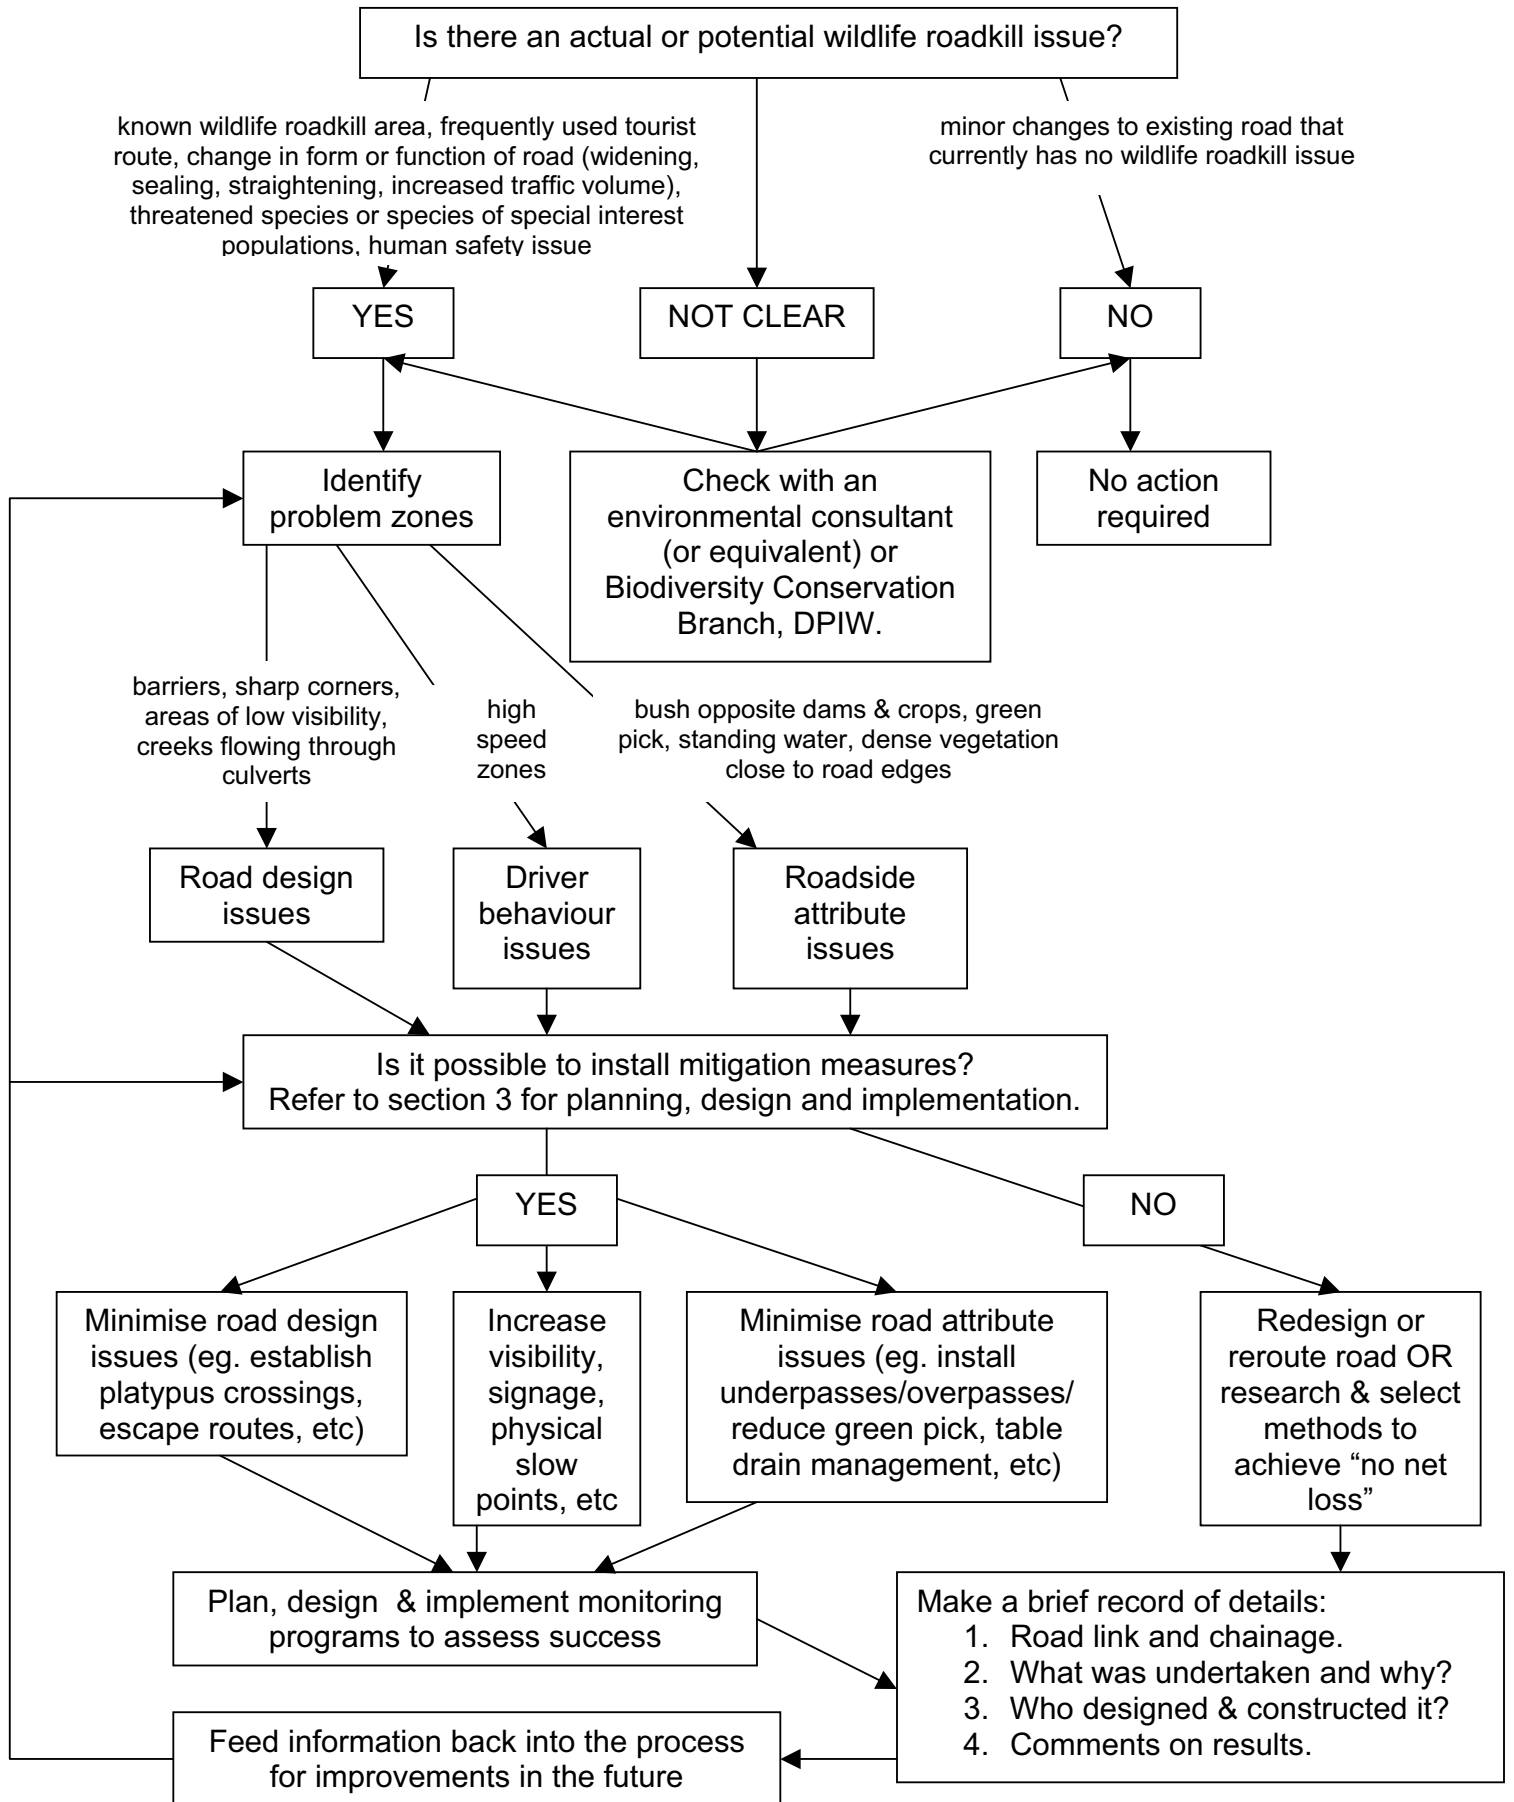 Is there an actual or potential wildlife roadkill issue?
known wildlife roadkill area, frequently used tourist
route, change in form or function of road (widening,
sealing, straightening, increased traffic volume),
threatened species or species of special interest
populations, human safety issue
minor changes to existing road that
currently has no wildlife roadkill issue
YES
NOT CLEAR
NO
Identify
problem zones
Check with an
environmental consultant
(or equivalent) or
Biodiversity Conservation
Branch, DPIW.
No action
required
barriers, sharp corners,
areas of low visibility,
creeks flowing through
culverts
high
speed
zones
bush opposite dams & crops, green
pick, standing water, dense vegetation
close to road edges
Road design
issues
Driver
behaviour
issues
Roadside
attribute
issues
Is it possible to install mitigation measures?
Refer to section 3 for planning, design and implementation.
YES
NO
Minimise road design
issues (eg. establish
platypus crossings,
escape routes, etc)
Increase
visibility,
signage,
physical
slow
points, etc
Minimise road attribute
issues (eg. install
underpasses/overpasses/
reduce green pick, table
drain management, etc)
Redesign or
reroute road OR
research & select
methods to
achieve “no net
loss”
Plan, design & implement monitoring
programs to assess success
Make a brief record of details:
1. Road link and chainage.
2. What was undertaken and why?
3. Who designed & constructed it?
4. Comments on results.
Feed information back into the process
for improvements in the future